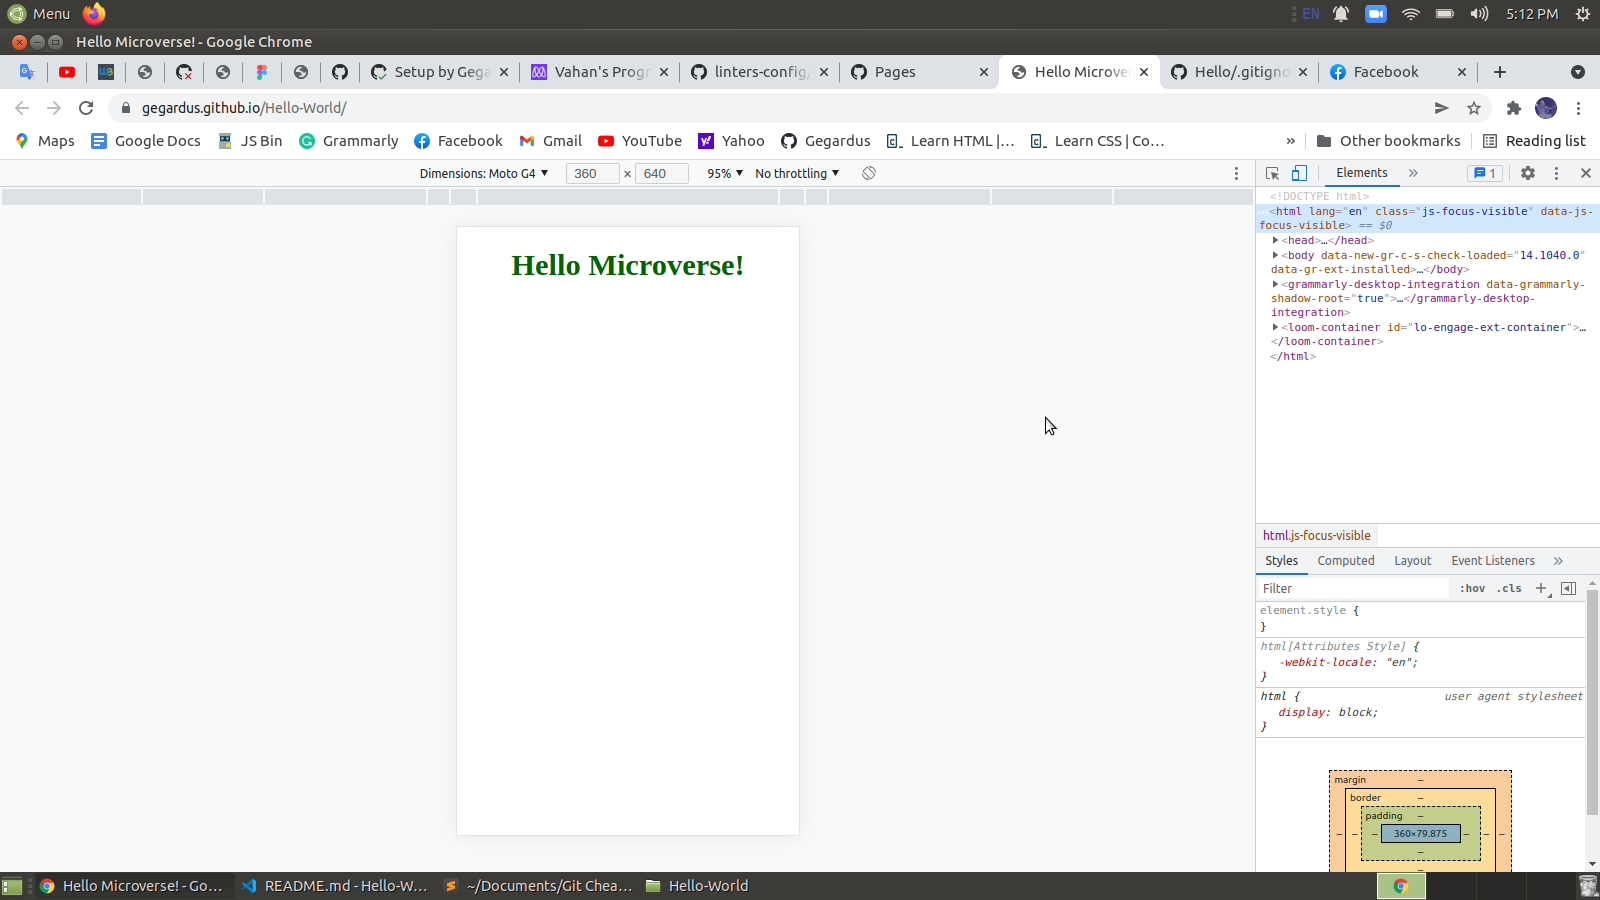 Menu
EN 5:12 PM
Hello Microverse! - Google Chrome
Setup by Gega
Vahan's Progr
linters-config/
Pages
Hello Microver
Hello/.gitigno
Facebook
gegardus.github.io/Hello-World/
Maps Google Docs JS Bin Grammarly Facebook Gmail YouTube Yahoo Gegardus Learn HTML |... Learn CSS | Co... » Other bookmarks Reading list
Dimensions: Moto G4 ▼ 360 × 640 95% ▼ No throttling ▼
Elements » 1
Hello Microverse!
<!DOCTYPE html>
<html lang="en" class="js-focus-visible" data-js-
focus-visible> == $0
<head>…</head>
<body data-new-gr-c-s-check-loaded="14.1040.0"
data-gr-ext-installed>…</body>
<grammarly-desktop-integration data-grammarly-
shadow-root="true">…</grammarly-desktop-
integration>
<loom-container id="lo-engage-ext-container">…
</loom-container>
</html>
html.js-focus-visible
Styles Computed Layout Event Listeners »
Filter :hov .cls +
element.style {
}
html[Attributes Style] {
-webkit-locale: "en";
}
html { user agent stylesheet
display: block;
}
margin –
border –
padding –
– – – 360×79.875 – – –
–
–
Hello Microverse! - Go... README.md - Hello-W... ~/Documents/Git Chea... Hello-World